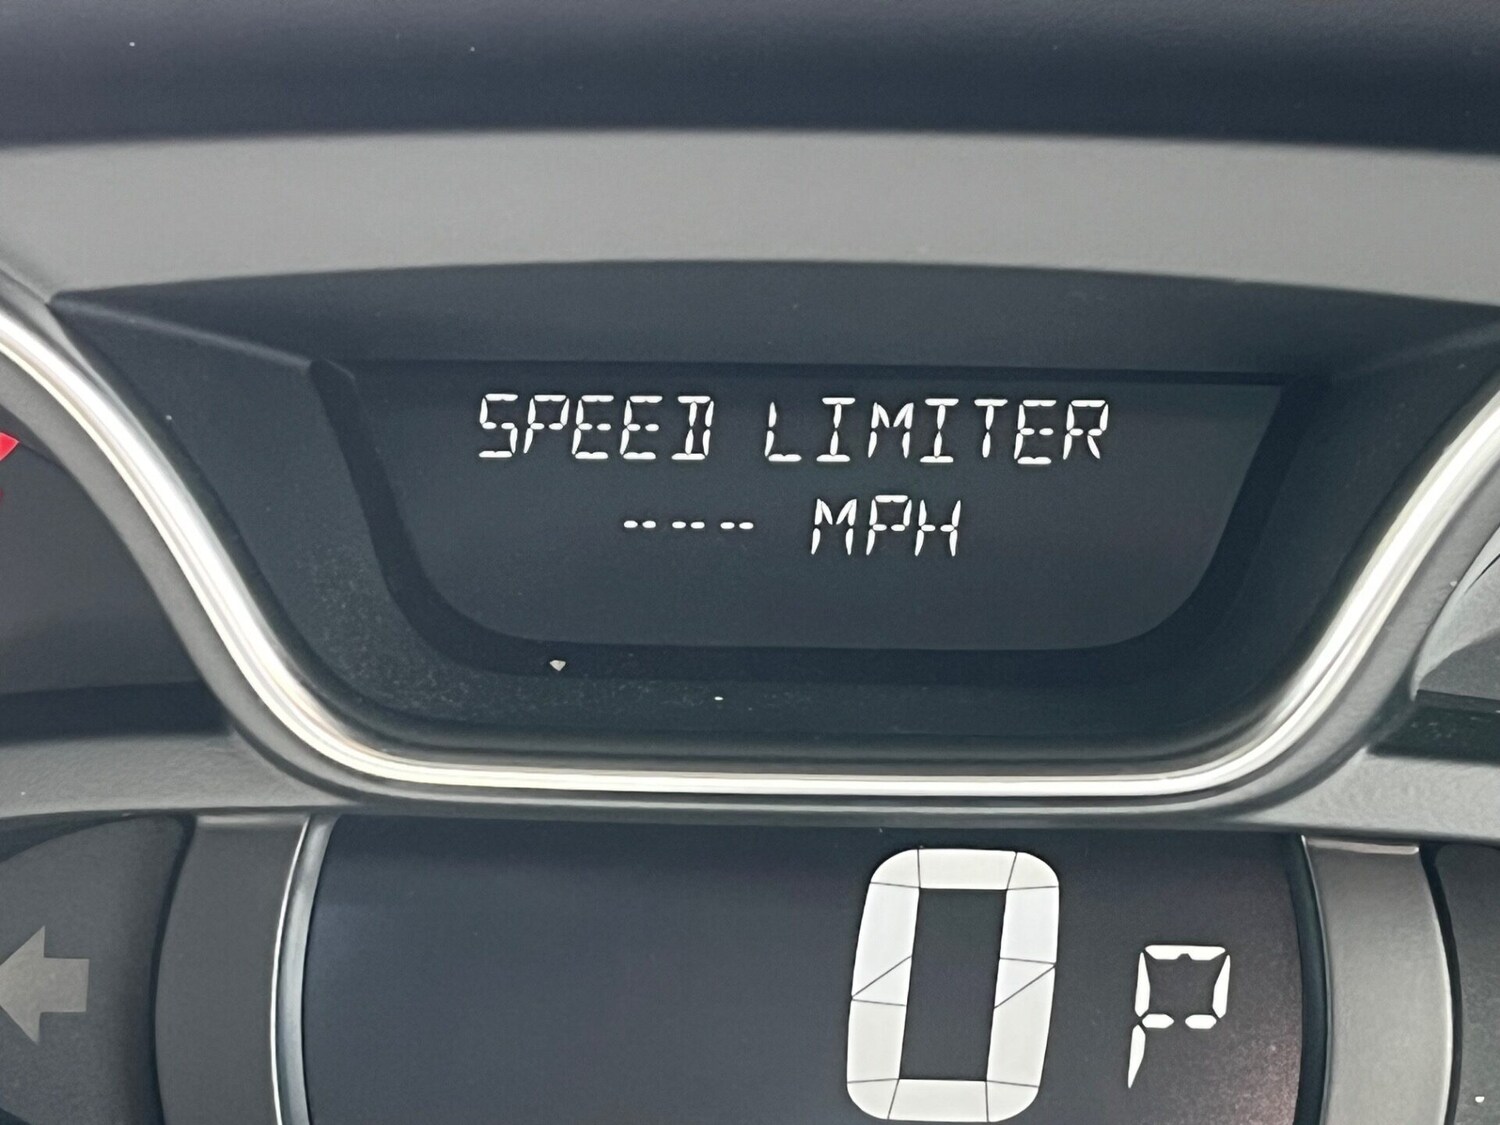 SPEED LIMITER
--- MPH
0 P